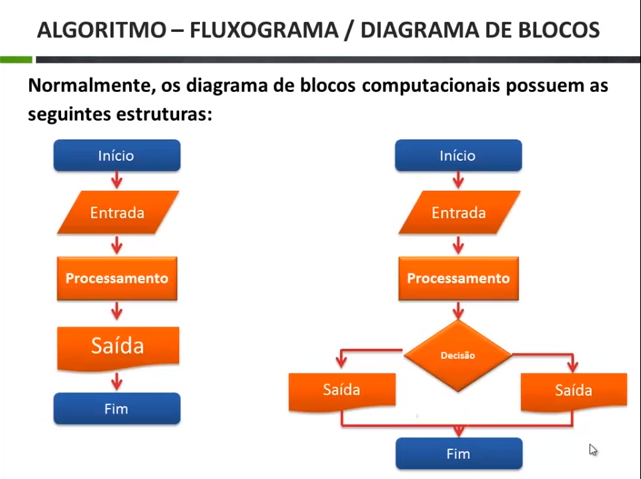 ALGORITMO – FLUXOGRAMA / DIAGRAMA DE BLOCOS
Normalmente, os diagrama de blocos computacionais possuem as
seguintes estruturas:
Início
Entrada
Processamento
Saída
Fim
Início
Entrada
Processamento
Decisão
Saída
Saída
Fim